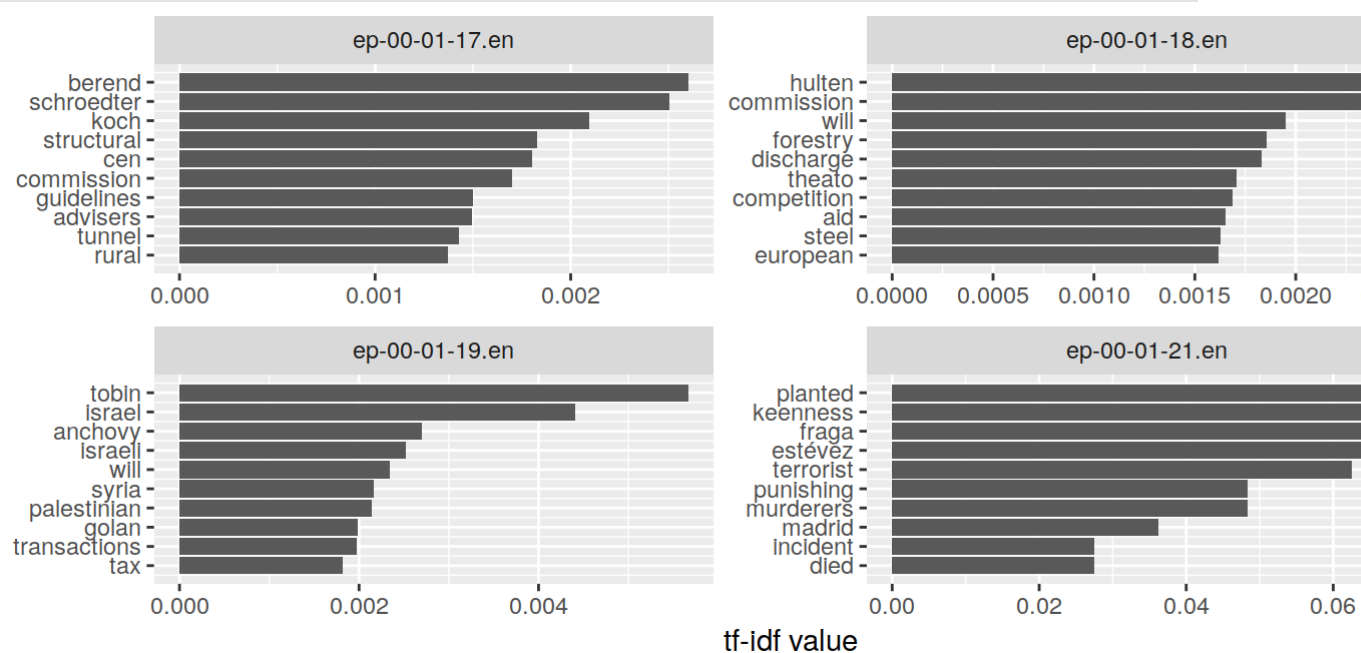 ep-00-01-17.en
berend
schroedter
koch
structural
cen
commission
guidelines
advisers
tunnel
rural
0.000 0.001 0.002
ep-00-01-18.en
hulten
commission
will
forestry
discharge
theato
competition
aid
steel
european
0.0000 0.0005 0.0010 0.0015 0.0020
ep-00-01-19.en
tobin
israel
anchovy
israeli
will
syria
palestinian
golan
transactions
tax
0.000 0.002 0.004
ep-00-01-21.en
planted
keenness
fraga
estévez
terrorist
punishing
murderers
madrid
incident
died
0.00 0.02 0.04 0.06
tf-idf value